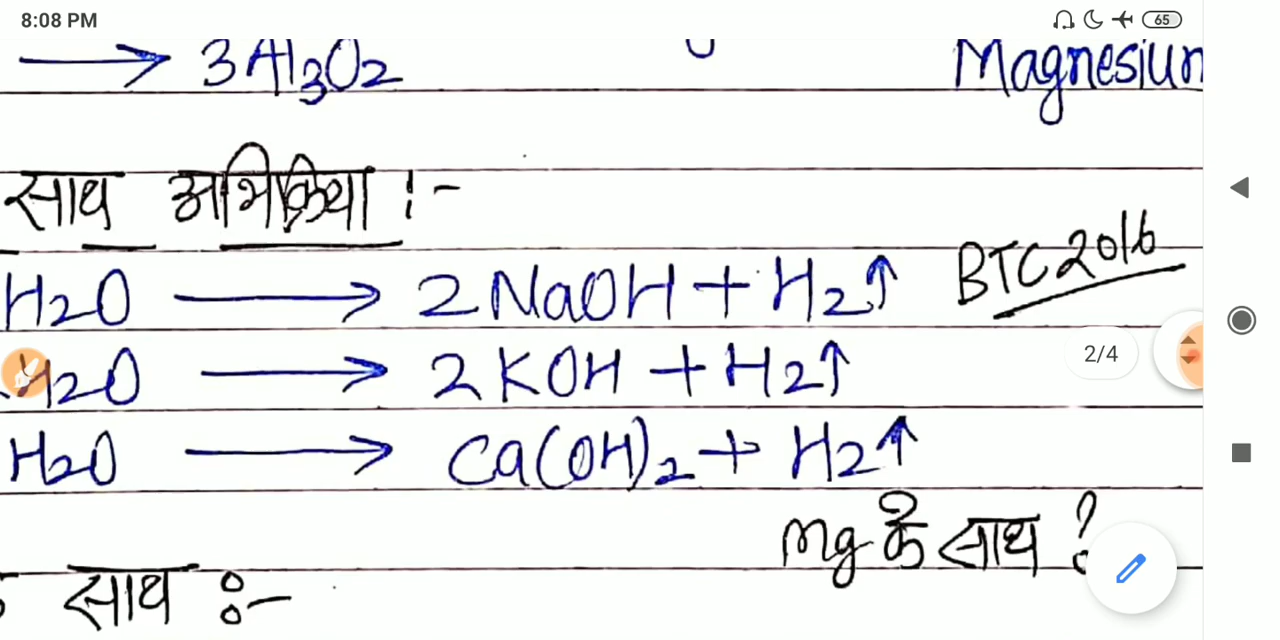 8:08 PM 65
⟶ 3Al₃O₂ Magnesium
साथ अभिक्रिया :-
H₂O ⟶ 2NaOH + H₂↑ BTC 2016
H₂O ⟶ 2KOH + H₂↑
2/4
H₂O ⟶ Ca(OH)₂ + H₂↑
Mg के साथ ?
साथ :-